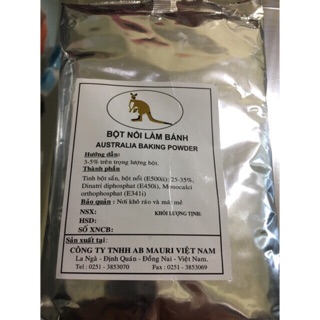 BỘT NỔI LÀM BÁNH
AUSTRALIA BAKING POWDER
Hướng dẫn:
3-5% trên trọng lượng bột.
Thành phần
Tinh bột sắn, bột nổi (E500ii): 25-35%,
Dinatri diphosphat (E450i), Monocalci
orthophosphat (E341i)
Bảo quản : Nơi khô ráo và mát mẻ
NSX: KHỐI LƯỢNG TỊNH:
HSD:
SỐ XNCB:
Sản xuất tại:
CÔNG TY TNHH AB MAURI VIỆT NAM
La Ngà - Định Quán - Đồng Nai - Việt Nam.
Tel : 0251 - 3853070 Fax : 0251 - 3853069